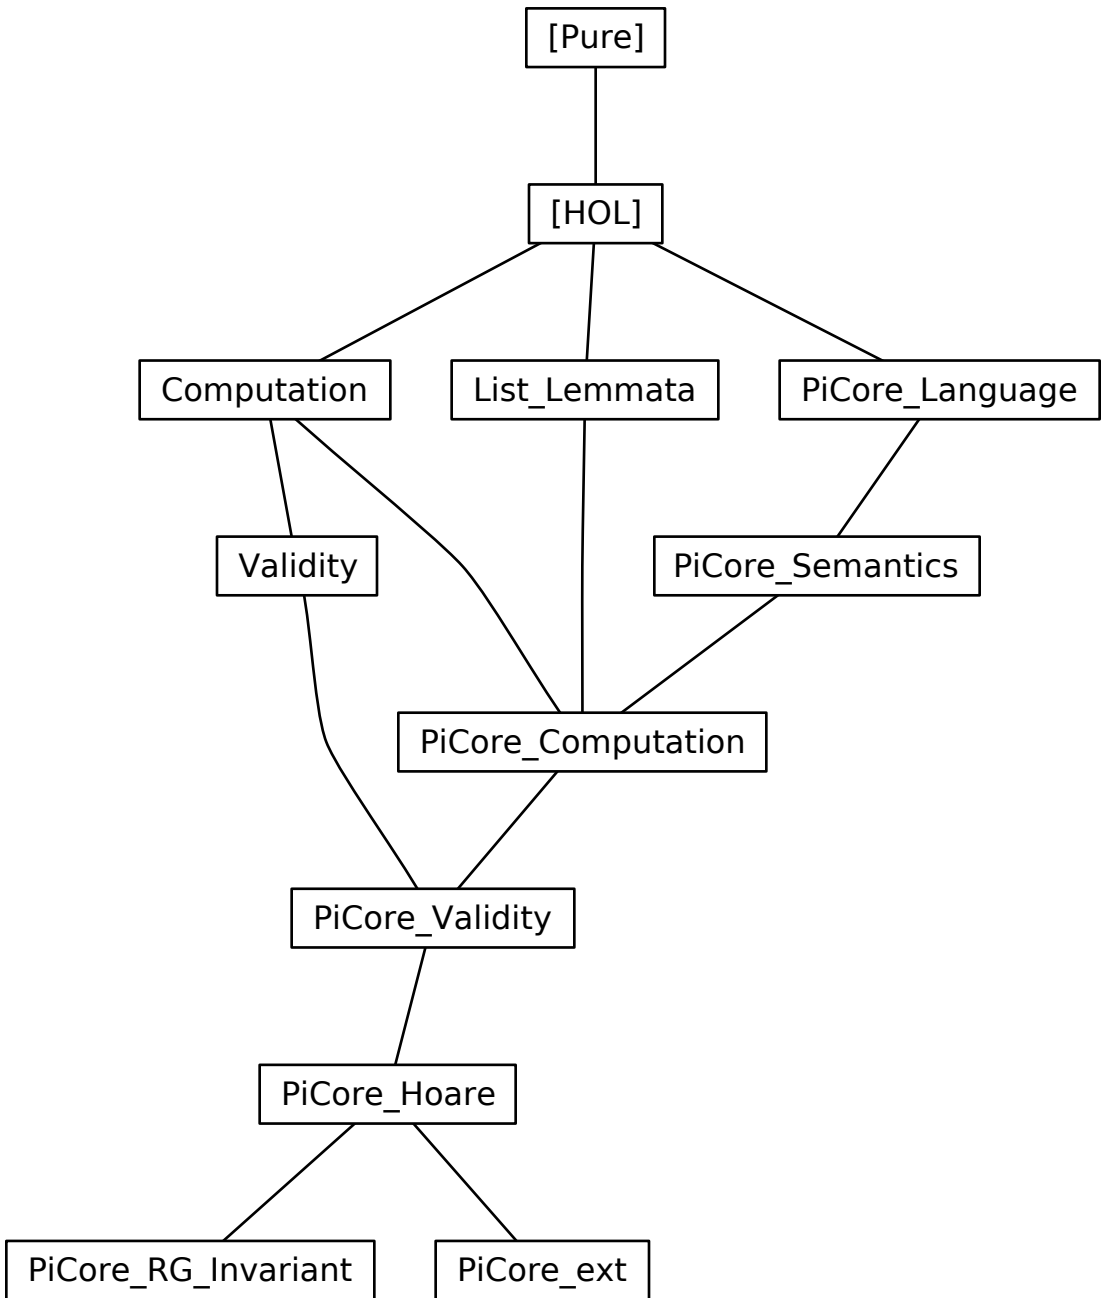 [Pure]
[HOL]
Computation
List_Lemmata
PiCore_Language
Validity
PiCore_Semantics
PiCore_Computation
PiCore_Validity
PiCore_Hoare
PiCore_RG_Invariant
PiCore_ext